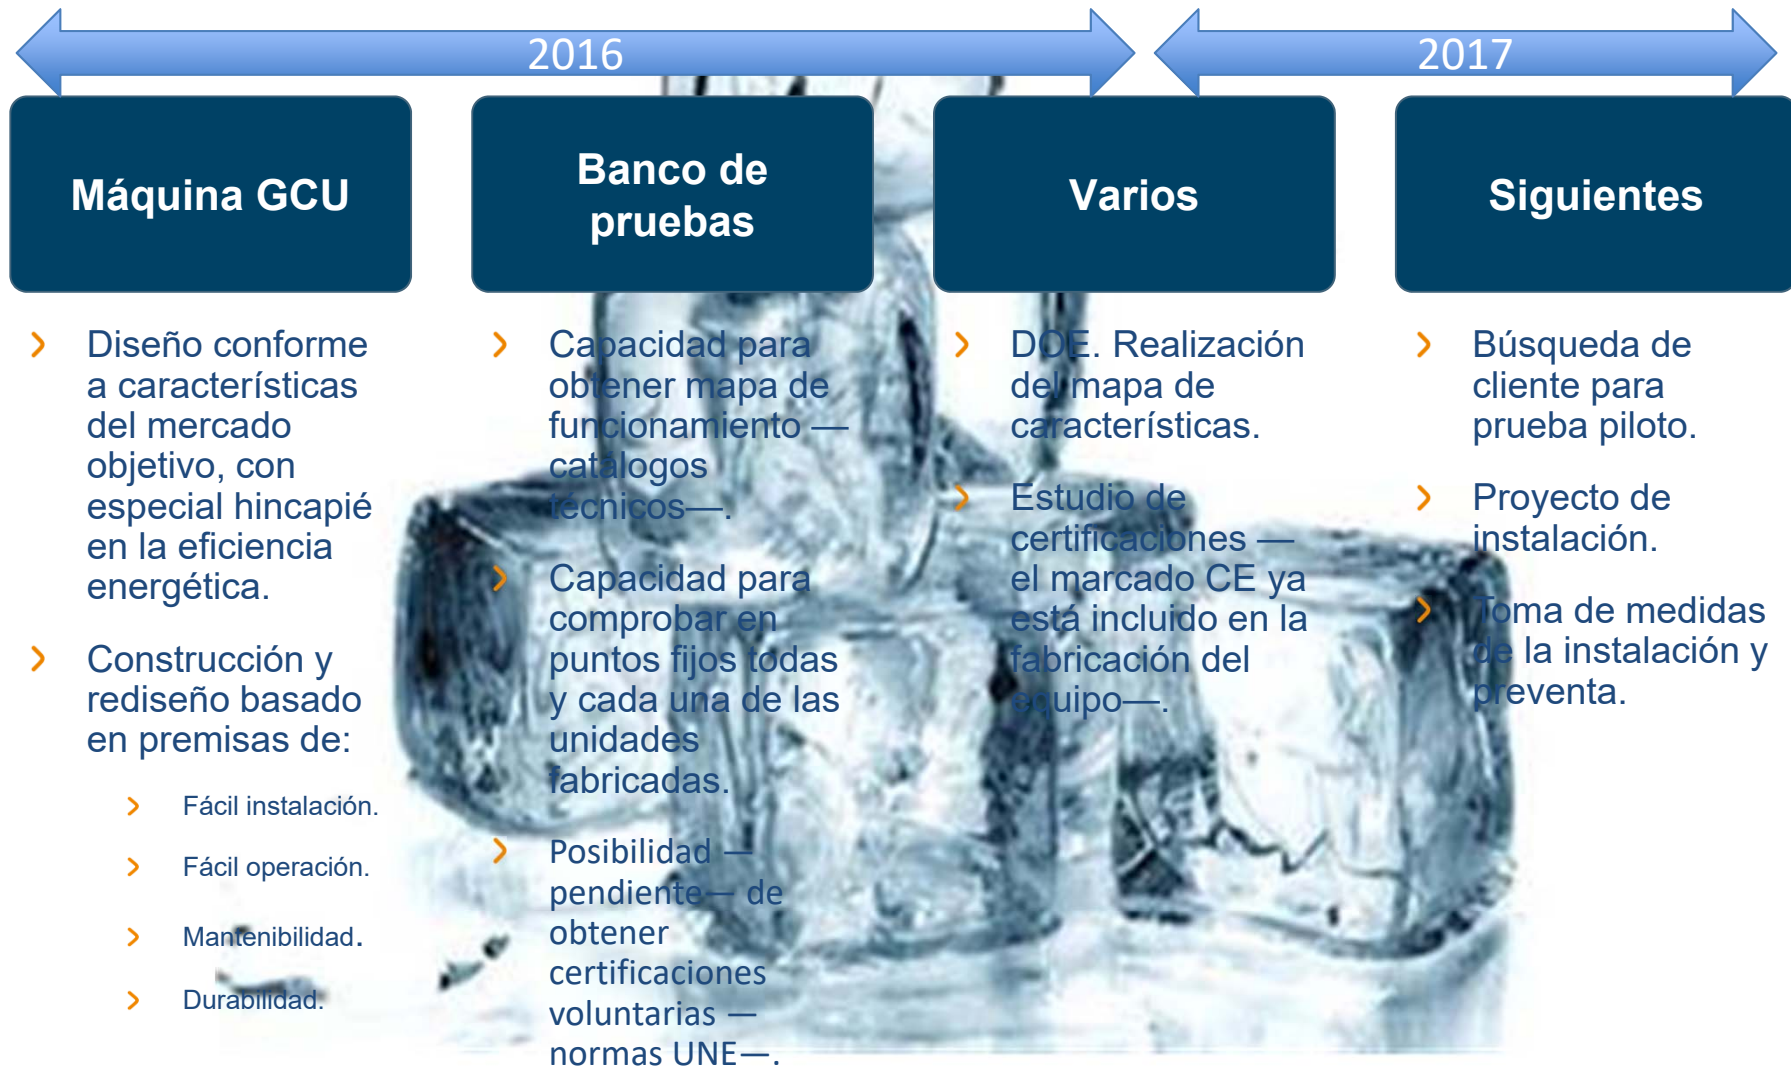 2016
2017
Máquina GCU
Diseño conforme
a características
del mercado
objetivo, con
especial hincapié
en la eficiencia
energética.
Construcción y
rediseño basado
en premisas de:
Fácil instalación.
Fácil operación.
Mantenibilidad.
Durabilidad.
Banco de
pruebas
Capacidad para
obtener mapa de
funcionamiento —
catálogos
técnicos—.
Capacidad para
comprobar en
puntos fijos todas
y cada una de las
unidades
fabricadas.
Posibilidad —
pendiente— de
obtener
certificaciones
voluntarias —
normas UNE—.
Varios
DOE. Realización
del mapa de
características.
Estudio de
certificaciones —
el marcado CE ya
está incluido en la
fabricación del
equipo—.
Siguientes
Búsqueda de
cliente para
prueba piloto.
Proyecto de
instalación.
Toma de medidas
de la instalación y
preventa.